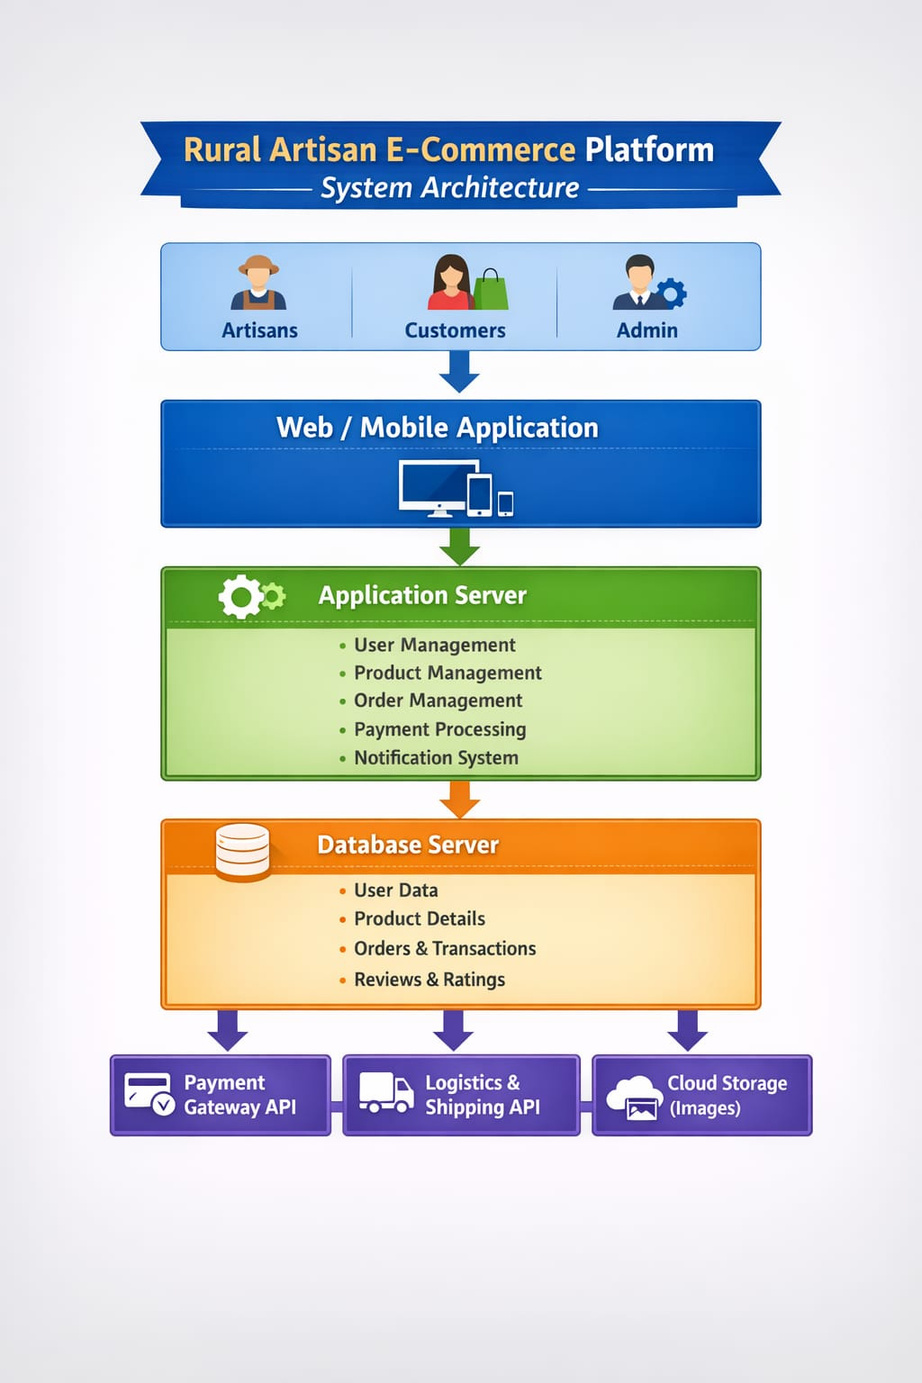 Rural Artisan E-Commerce Platform
System Architecture
Artisans
Customers
Admin
Web / Mobile Application
Application Server
• User Management
• Product Management
• Order Management
• Payment Processing
• Notification System
Database Server
• User Data
• Product Details
• Orders & Transactions
• Reviews & Ratings
Payment
Gateway API
Logistics &
Shipping API
Cloud Storage
(Images)